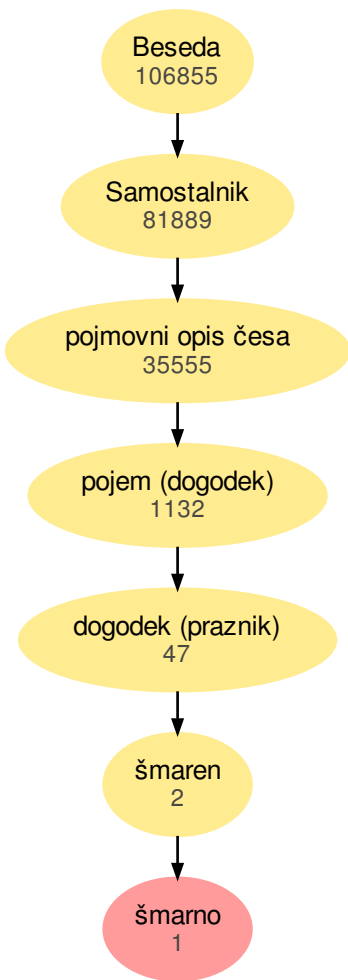 Beseda
106855
Samostalnik
81889
pojmovni opis česa
35555
pojem (dogodek)
1132
dogodek (praznik)
47
šmaren
2
šmarno
1